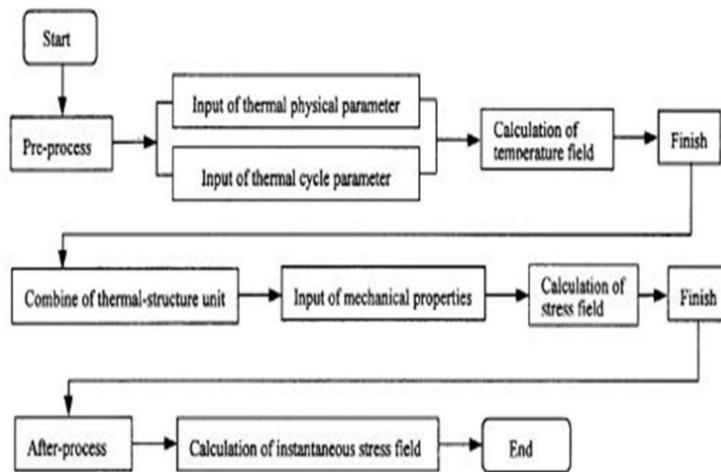 Start
Pre-process
Input of thermal physical parameter
Input of thermal cycle parameter
Calculation of
temperature field
Finish
Combine of thermal-structure unit
Input of mechanical properties
Calculation of
stress field
Finish
After-process
Calculation of instantaneous stress field
End